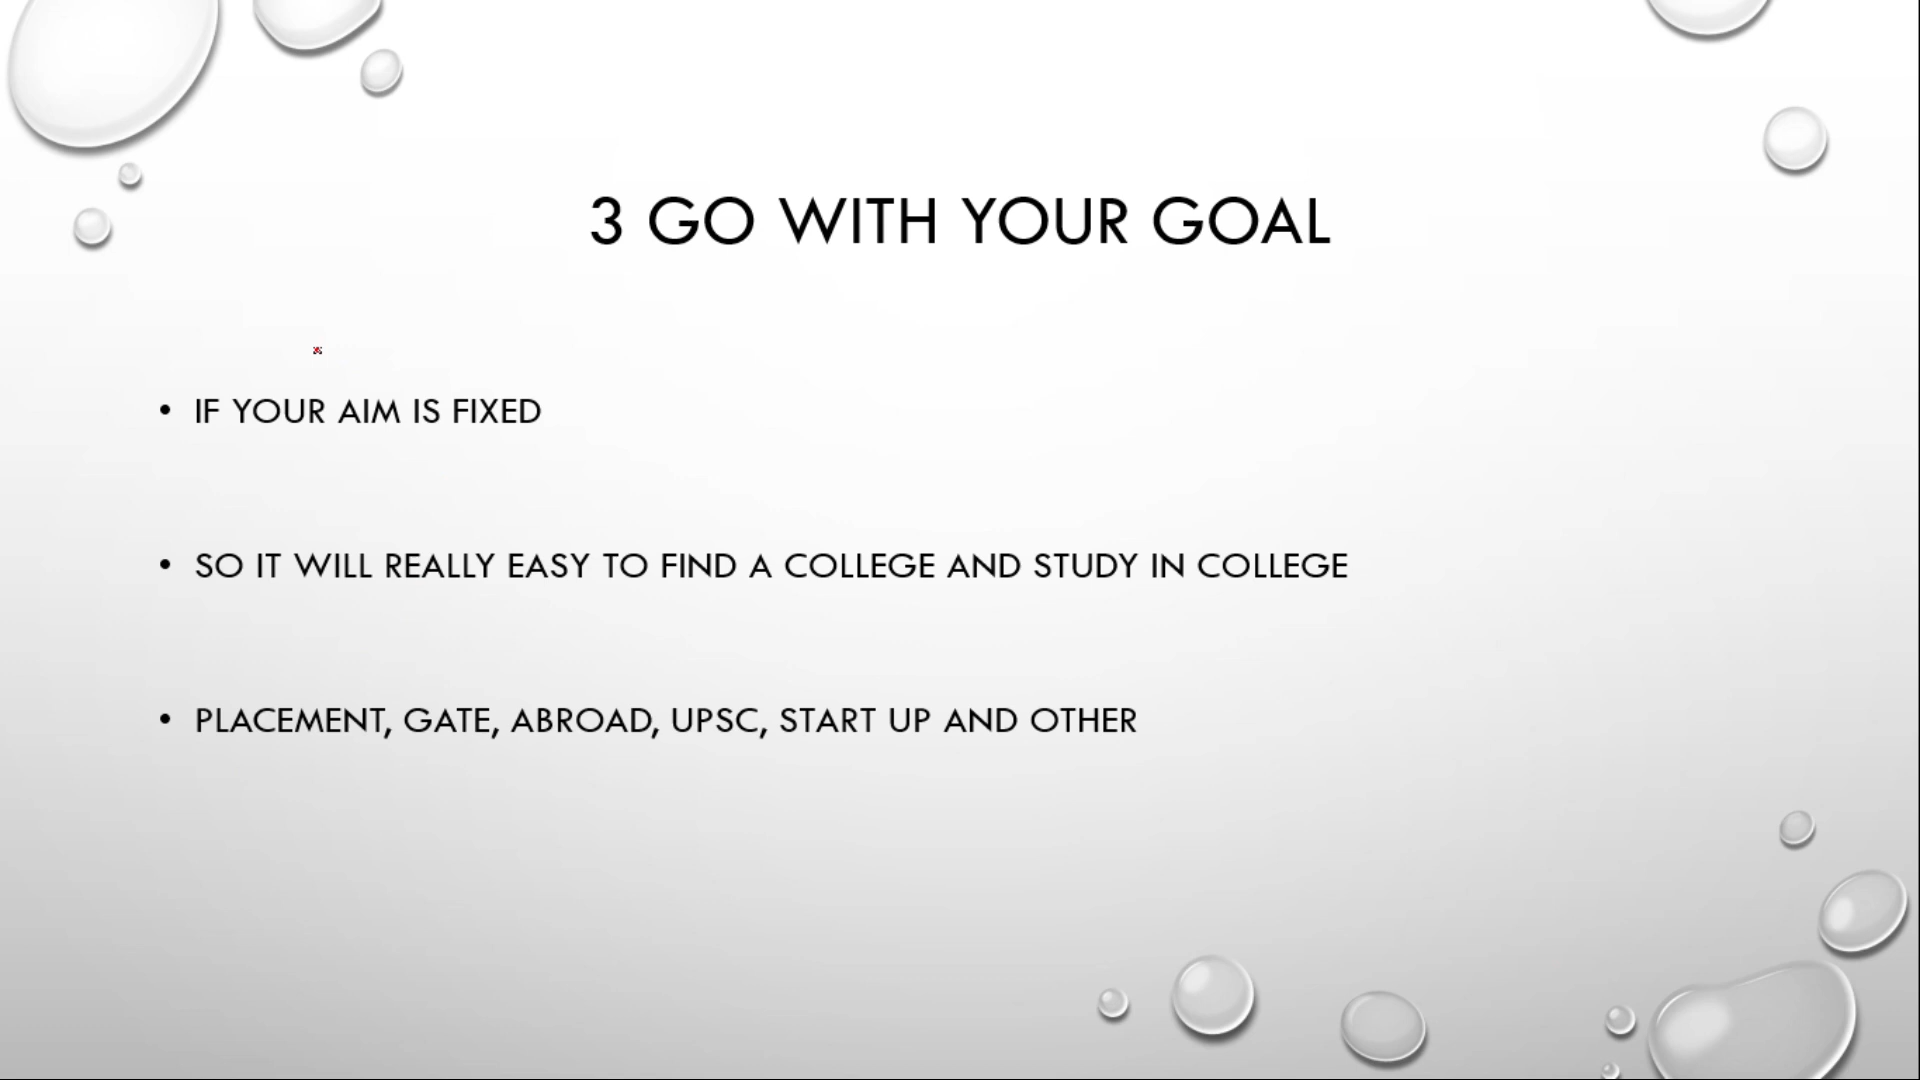 3 GO WITH YOUR GOAL
• IF YOUR AIM IS FIXED
• SO IT WILL REALLY EASY TO FIND A COLLEGE AND STUDY IN COLLEGE
• PLACEMENT, GATE, ABROAD, UPSC, START UP AND OTHER